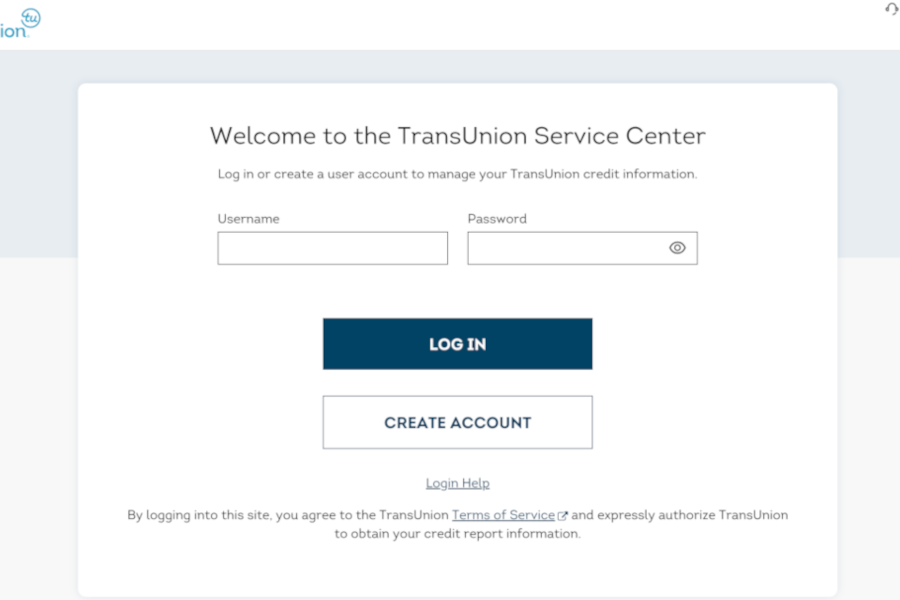 tu
ion
Welcome to the TransUnion Service Center
Log in or create a user account to manage your TransUnion credit information.
Username
Password
LOG IN
CREATE ACCOUNT
Login Help
By logging into this site, you agree to the TransUnion Terms of Service and expressly authorize TransUnion
to obtain your credit report information.